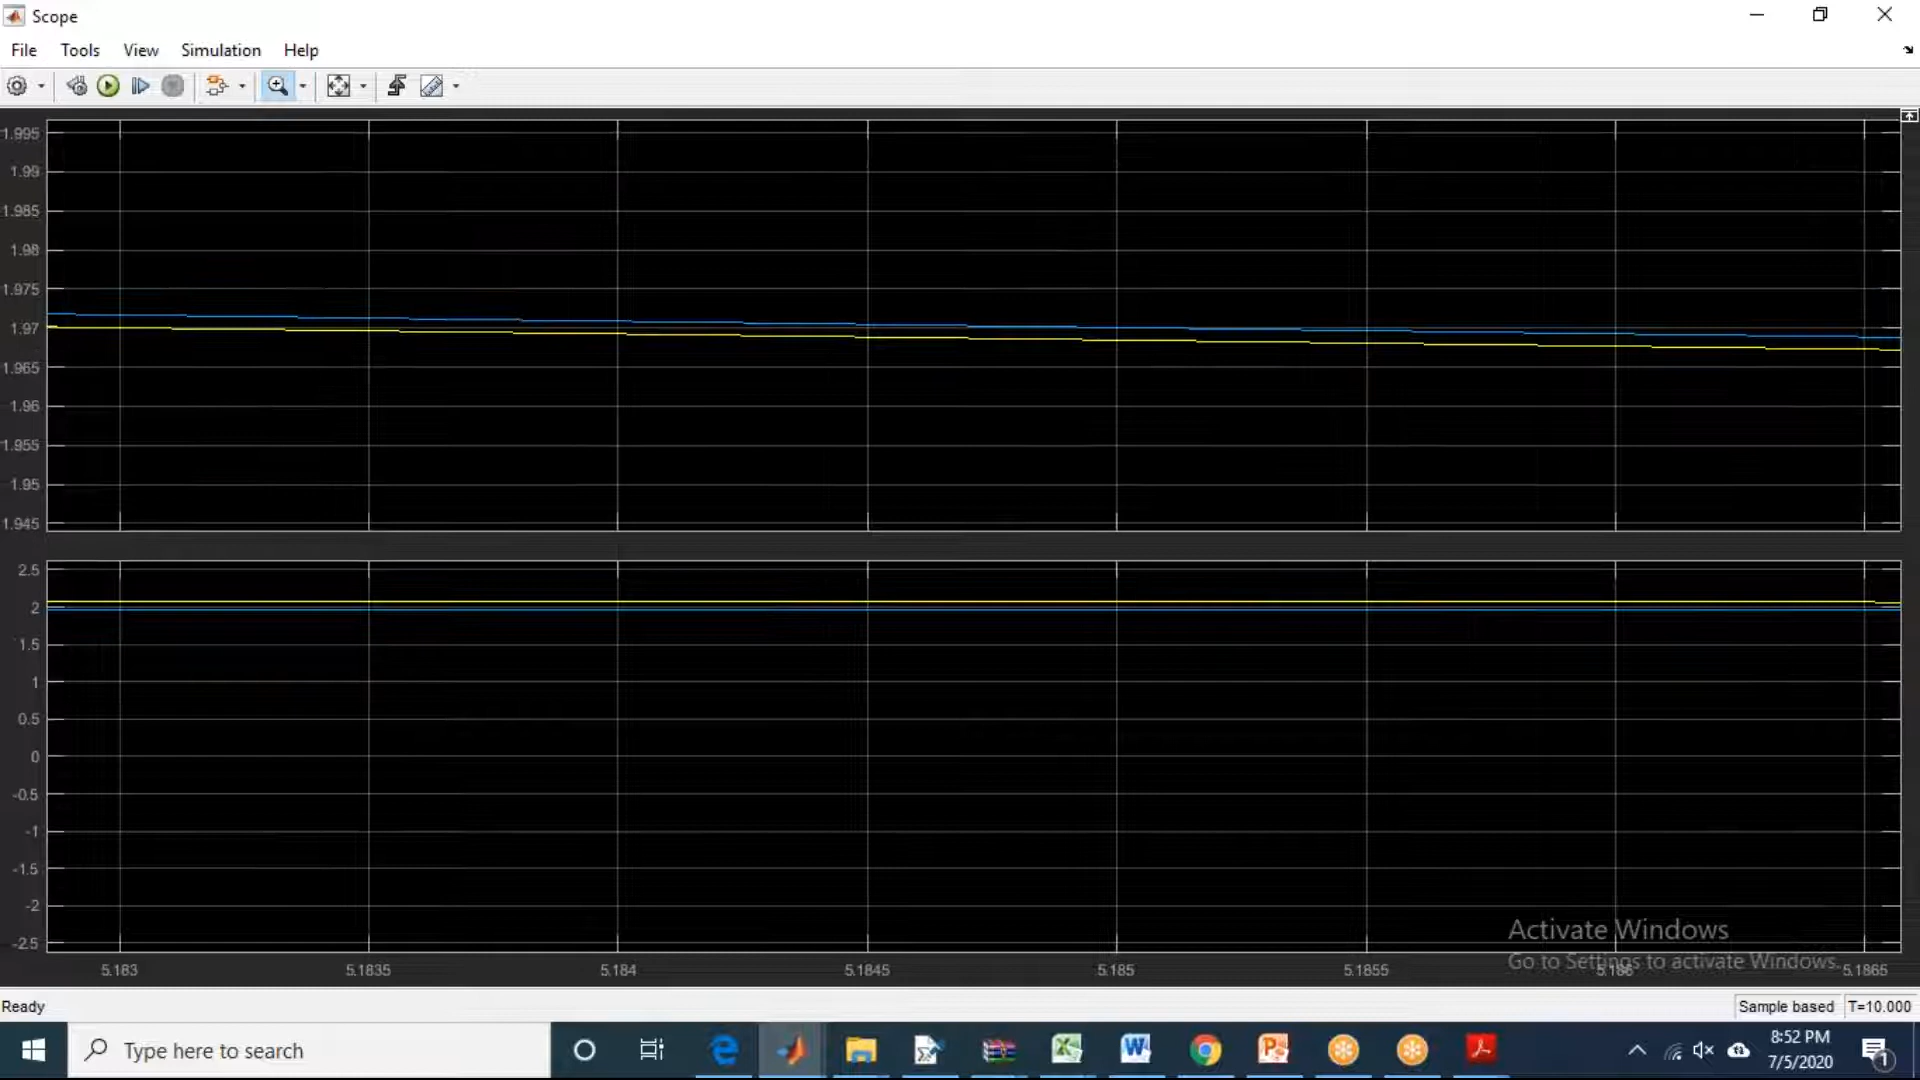 Scope
File Tools View Simulation Help
1.995
1.99
1.985
1.98
1.975
1.97
1.965
1.96
1.955
1.95
1.945
2.5
2
1.5
1
0.5
0
-0.5
-1
-1.5
-2
-2.5
5.183 5.1835 5.184 5.1845 5.185 5.1855 5.186 5.1865
Activate Windows
Go to Settings to activate Windows.
Ready
Sample based T=10.000
Type here to search
8:52 PM
7/5/2020
1